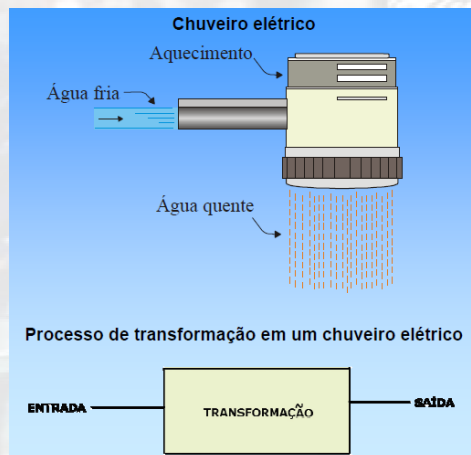 Chuveiro elétrico
Aquecimento
Água fria
Água quente
Processo de transformação em um chuveiro elétrico
ENTRADA
TRANSFORMAÇÃO
SAÍDA